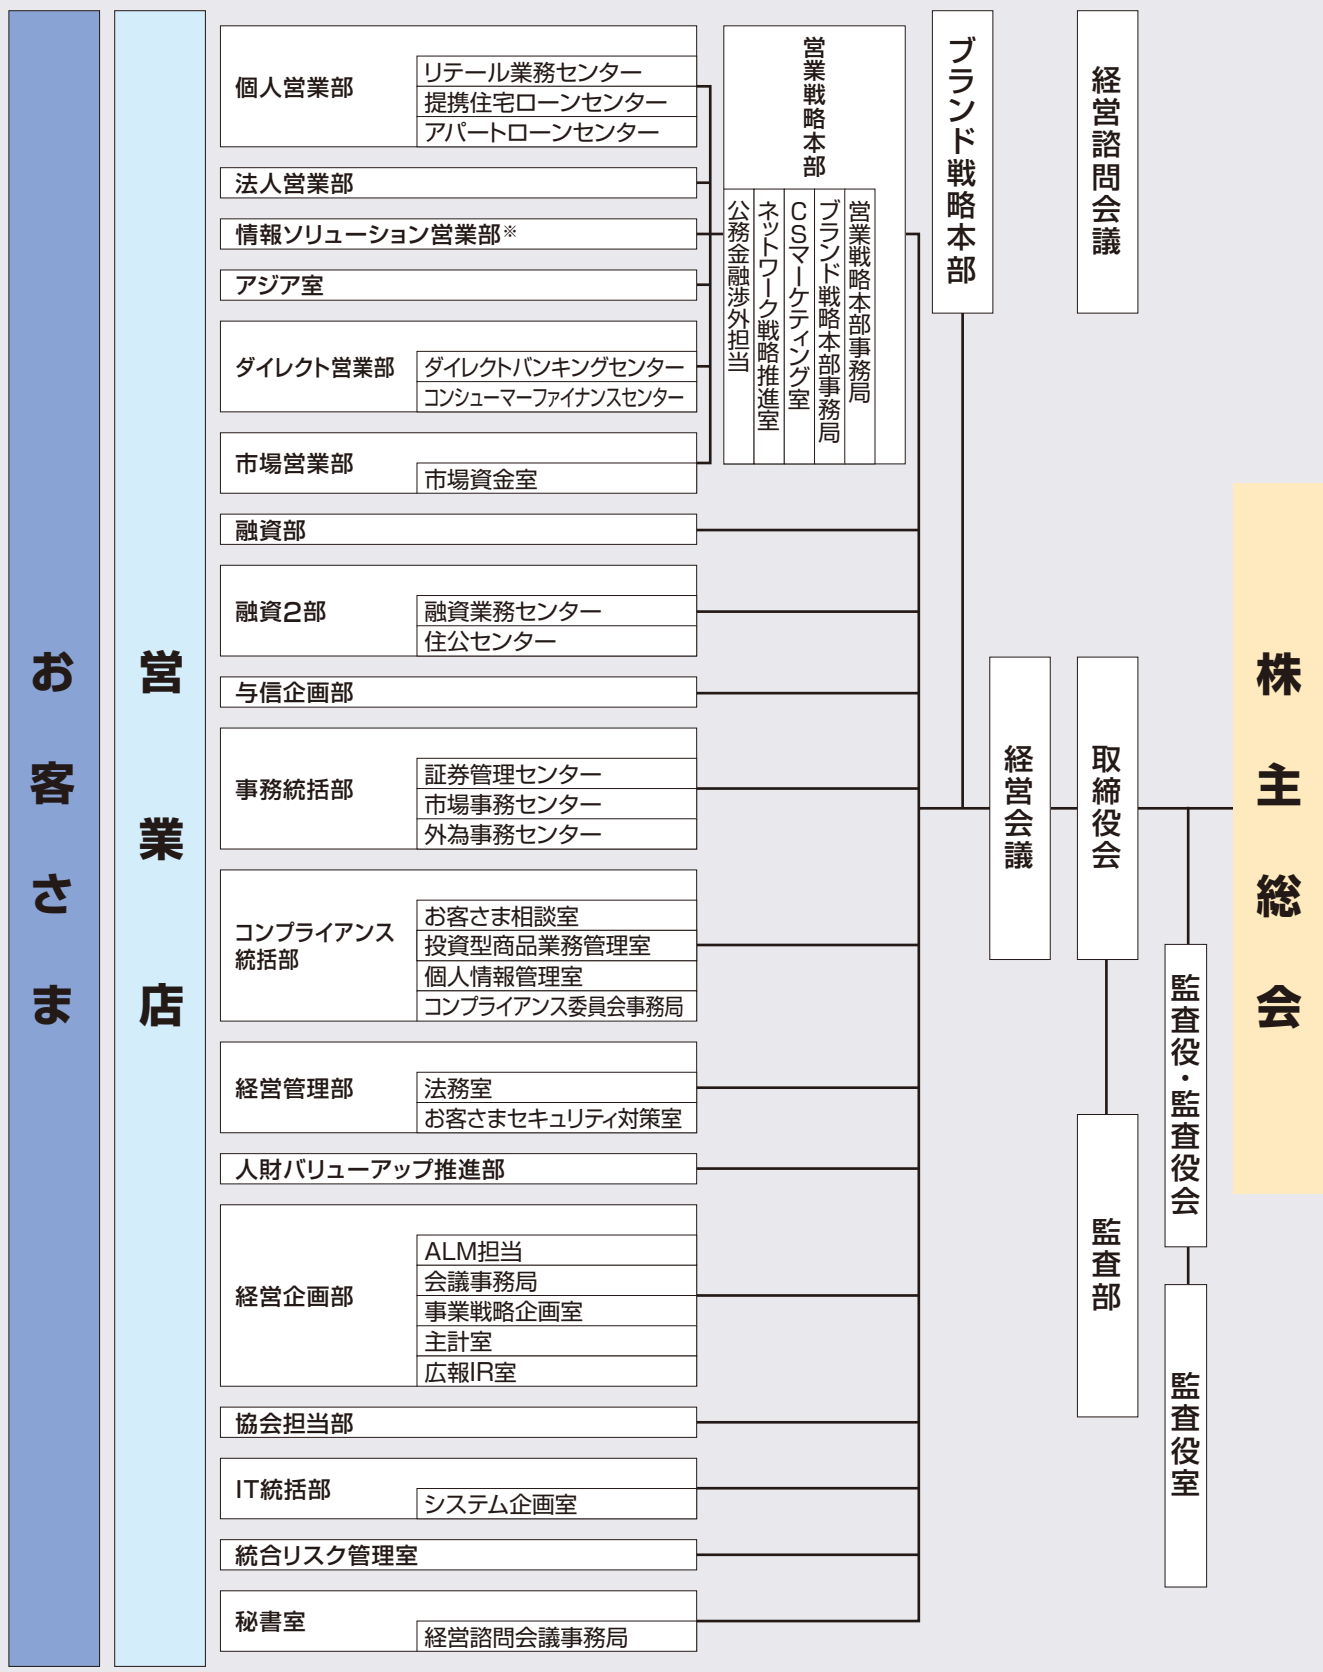 お客さま
営業店
個人営業部
リテール業務センター
提携住宅ローンセンター
アパートローンセンター
法人営業部
情報ソリューション営業部※
アジア室
ダイレクト営業部
ダイレクトバンキングセンター
コンシューマーファイナンスセンター
市場営業部
市場資金室
融資部
融資2部
融資業務センター
住公センター
与信企画部
事務統括部
証券管理センター
市場事務センター
外為事務センター
コンプライアンス
統括部
お客さま相談室
投資型商品業務管理室
個人情報管理室
コンプライアンス委員会事務局
経営管理部
法務室
お客さまセキュリティ対策室
人財バリューアップ推進部
経営企画部
ALM担当
会議事務局
事業戦略企画室
主計室
広報IR室
協会担当部
IT統括部
システム企画室
統合リスク管理室
秘書室
経営諮問会議事務局
営業戦略本部
公務金融渉外担当
ネットワーク戦略推進室
CSマーケティング室
ブランド戦略本部事務局
営業戦略本部事務局
ブランド戦略本部
経営諮問会議
経営会議
取締役会
監査部
監査役・監査役会
監査役室
株主総会